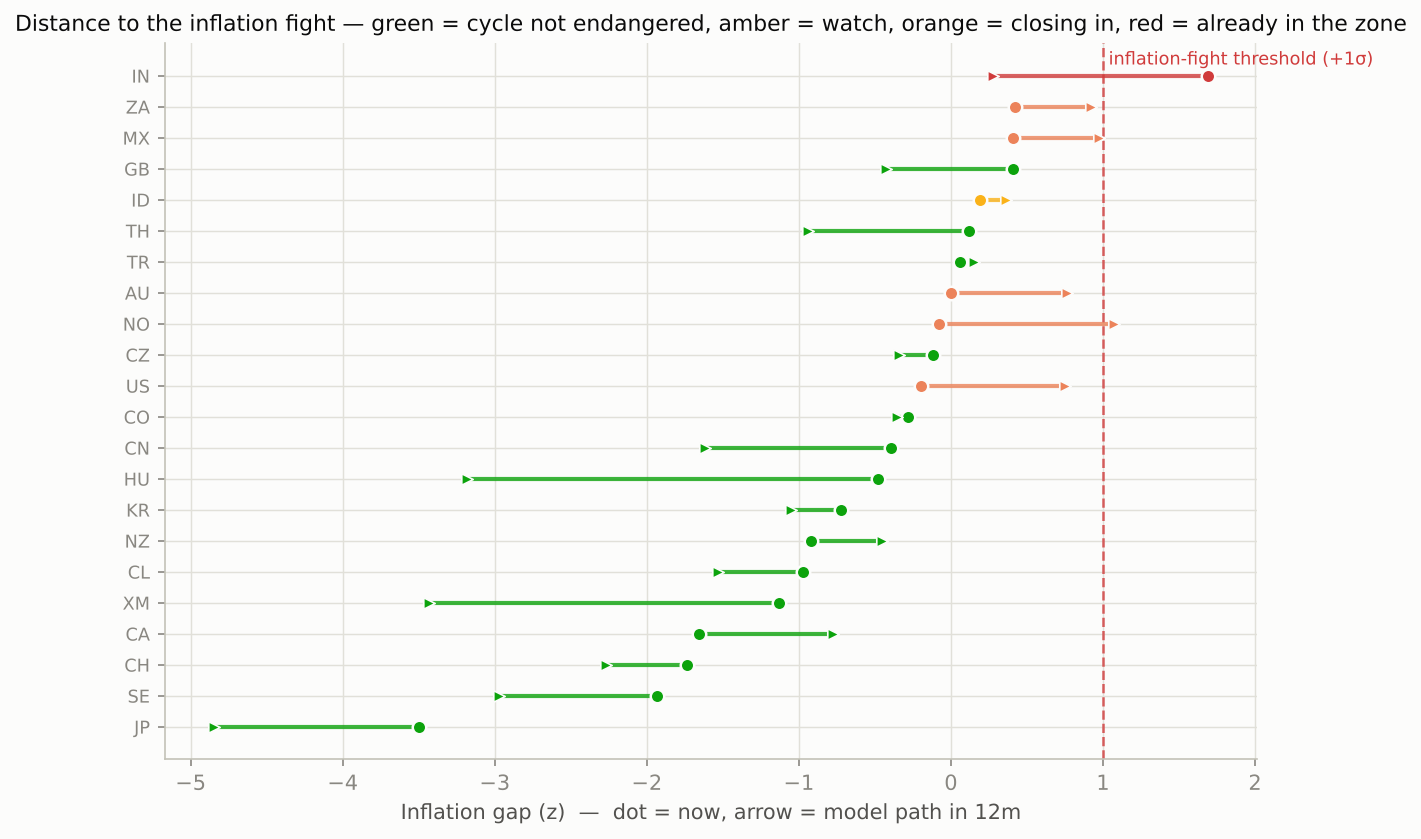 Distance to the inflation fight — green = cycle not endangered, amber = watch, orange = closing in, red = already in the zone
inflation-fight threshold (+1σ)
IN
ZA
MX
GB
ID
TH
TR
AU
NO
CZ
US
CO
CN
HU
KR
NZ
CL
XM
CA
CH
SE
JP
−5 −4 −3 −2 −1 0 1 2
Inflation gap (z) — dot = now, arrow = model path in 12m